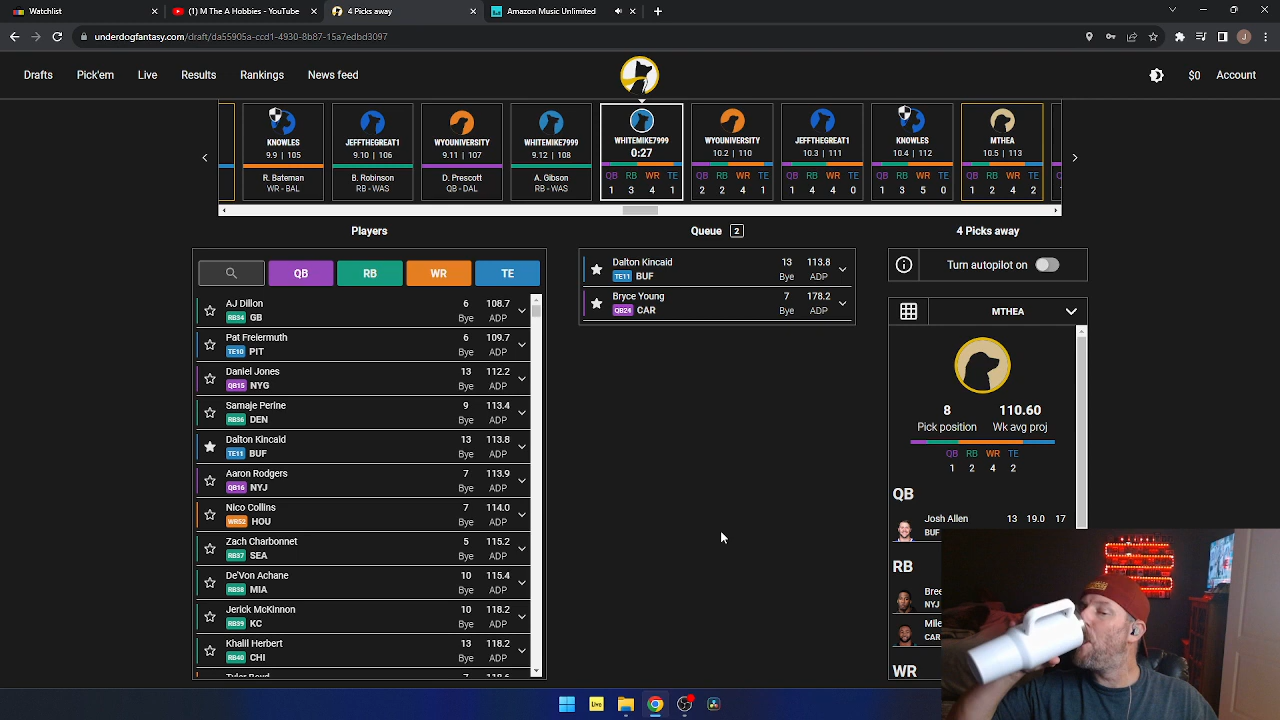 Watchlist
(1) M The A Hobbies - YouTube
4 Picks away
Amazon Music Unlimited
underdogfantasy.com/draft/da55905a-ccd1-4930-8b87-15a7edbd3097
J
Drafts
Pick'em
Live
Results
Rankings
News feed
$0
Account
KNOWLES
9.9 | 105
R. Bateman
WR - BAL
JEFFTHEGREAT1
9.10 | 106
B. Robinson
RB - WAS
WYOUNIVERSITY
9.11 | 107
D. Prescott
QB - DAL
WHITEMIKE7999
9.12 | 108
A. Gibson
RB - WAS
WHITEMIKE7999
0:27
QB RB WR TE
1 3 4 1
WYOUNIVERSITY
10.2 | 110
QB RB WR TE
2 2 4 1
JEFFTHEGREAT1
10.3 | 111
QB RB WR TE
1 4 4 0
KNOWLES
10.4 | 112
QB RB WR TE
1 3 5 0
MTHEA
10.5 | 113
QB RB WR TE
1 2 4 2
Players
QB
RB
WR
TE
AJ Dillon 6 108.7
RB34 GB Bye ADP
Pat Freiermuth 6 109.7
TE10 PIT Bye ADP
Daniel Jones 13 112.2
QB15 NYG Bye ADP
Samaje Perine 9 113.4
RB36 DEN Bye ADP
Dalton Kincaid 13 113.8
TE11 BUF Bye ADP
Aaron Rodgers 7 113.9
QB16 NYJ Bye ADP
Nico Collins 7 114.0
WR52 HOU Bye ADP
Zach Charbonnet 5 115.2
RB37 SEA Bye ADP
De'Von Achane 10 115.4
RB38 MIA Bye ADP
Jerick McKinnon 10 118.2
RB39 KC Bye ADP
Khalil Herbert 13 118.2
RB40 CHI Bye ADP
Tyler Boyd 7 118.6
Queue 2
Dalton Kincaid 13 113.8
TE11 BUF Bye ADP
Bryce Young 7 178.2
QB24 CAR Bye ADP
4 Picks away
Turn autopilot on
MTHEA
8 110.60
Pick position Wk avg proj
QB RB WR TE
1 2 4 2
QB
Josh Allen 13 19.0 17
BUF
RB
Bree
NYJ
Mile
CAR
WR
Live